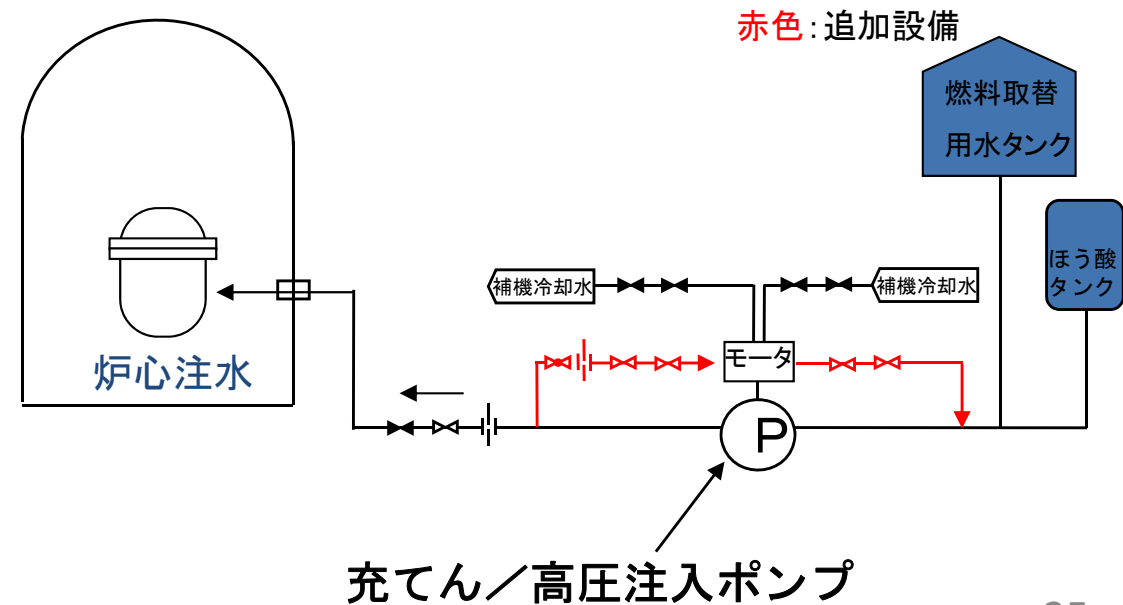 赤色：追加設備
燃料取替
用水タンク
ほう酸
タンク
補機冷却水
補機冷却水
モータ
炉心注水
P
充てん／高圧注入ポンプ